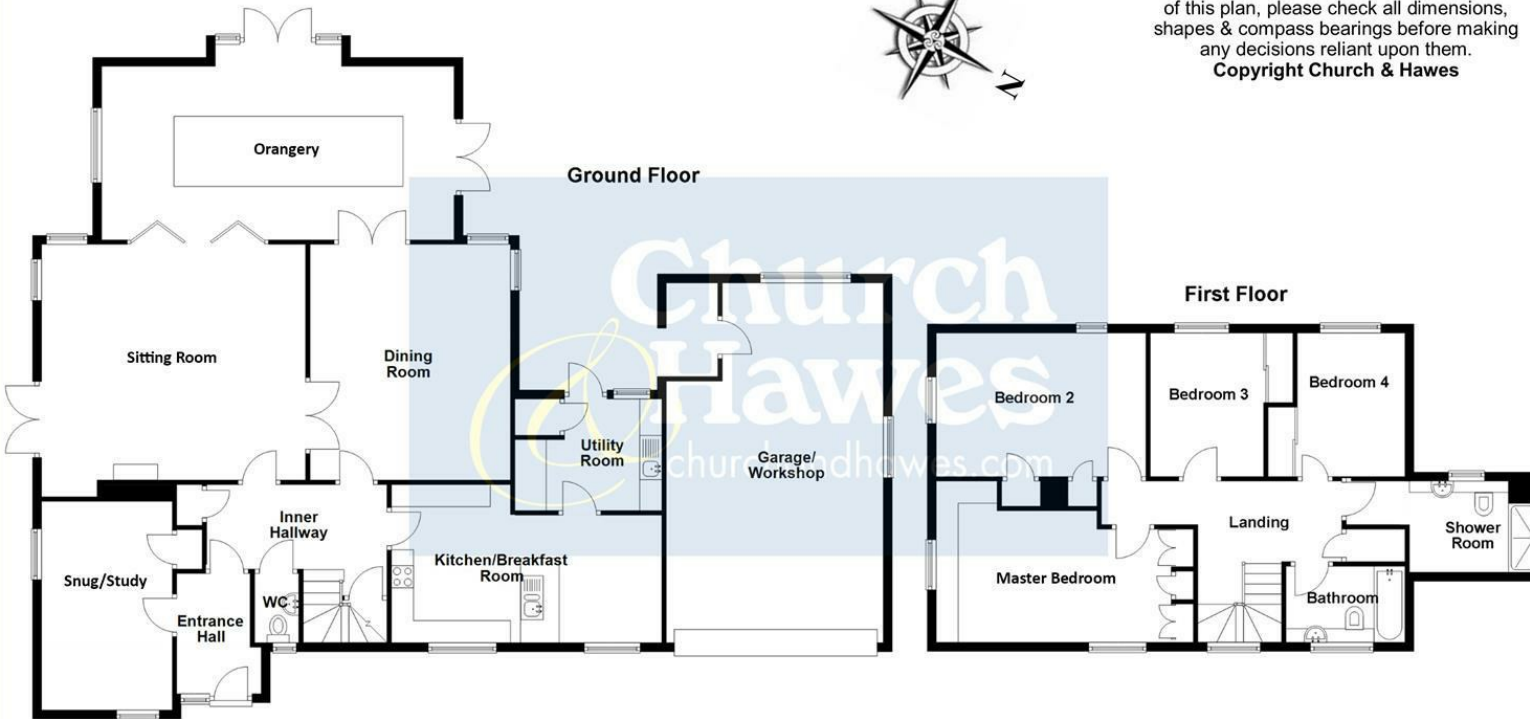 of this plan, please check all dimensions,
shapes & compass bearings before making
any decisions reliant upon them.
Copyright Church & Hawes
N
Orangery
Ground Floor
Church
& Hawes
churchandhawes.com
Sitting Room
Dining
Room
Utility
Room
Garage/
Workshop
Inner
Hallway
Snug/Study
Kitchen/Breakfast
Room
WC
Entrance
Hall
First Floor
Bedroom 2
Bedroom 3
Bedroom 4
Landing
Shower
Room
Master Bedroom
Bathroom